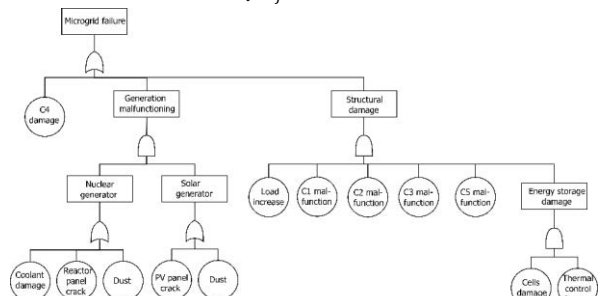 Microgrid failure
C4
damage
Generation
malfunctioning
Structural
damage
Nuclear
generator
Solar
generator
Load
increase
C1 mal-
function
C2 mal-
function
C3 mal-
function
C5 mal-
function
Energy storage
damage
Coolant
damage
Reactor
panel
crack
Dust
PV panel
crack
Dust
Cells
damage
Thermal
control